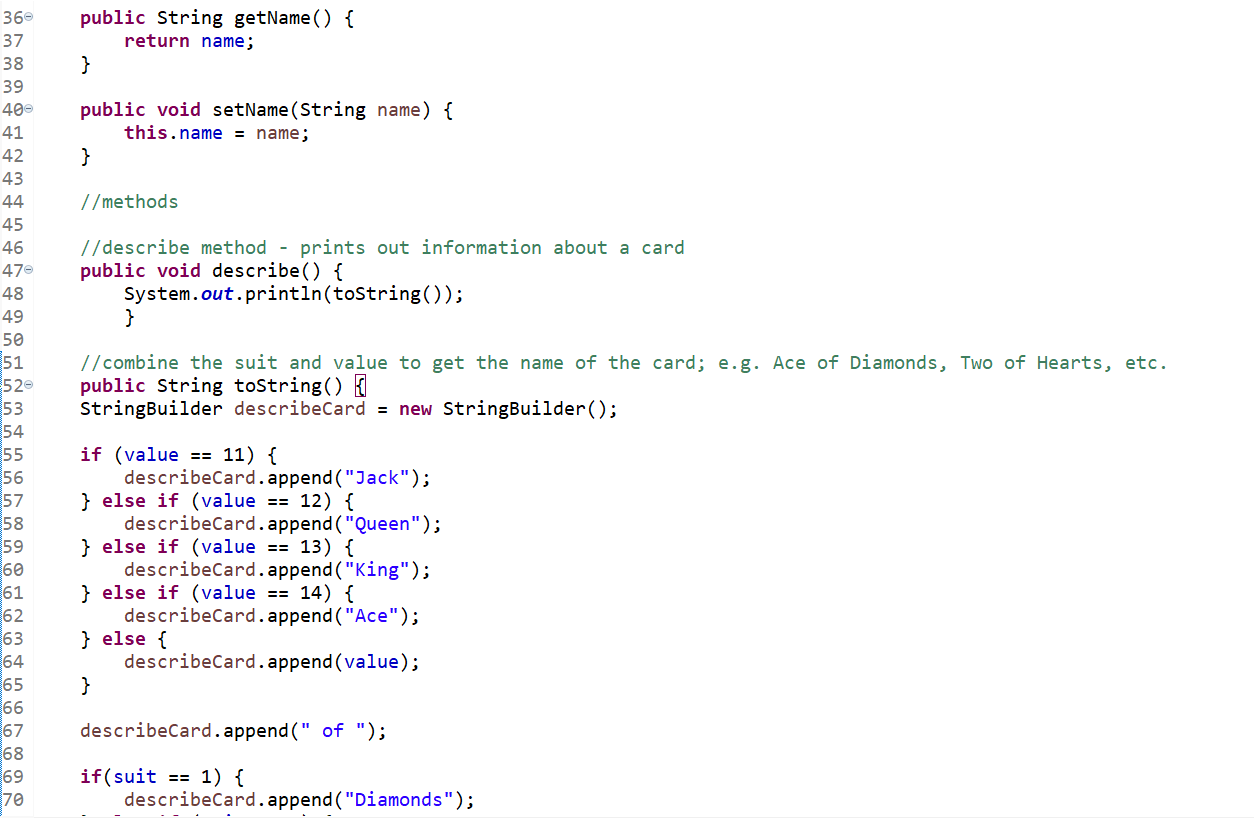 36 public String getName() {
37 return name;
38 }
39
40 public void setName(String name) {
41 this.name = name;
42 }
43
44 //methods
45
46 //describe method - prints out information about a card
47 public void describe() {
48 System.out.println(toString());
49 }
50
51 //combine the suit and value to get the name of the card; e.g. Ace of Diamonds, Two of Hearts, etc.
52 public String toString() {
53 StringBuilder describeCard = new StringBuilder();
54
55 if (value == 11) {
56 describeCard.append("Jack");
57 } else if (value == 12) {
58 describeCard.append("Queen");
59 } else if (value == 13) {
60 describeCard.append("King");
61 } else if (value == 14) {
62 describeCard.append("Ace");
63 } else {
64 describeCard.append(value);
65 }
66
67 describeCard.append(" of ");
68
69 if(suit == 1) {
70 describeCard.append("Diamonds");